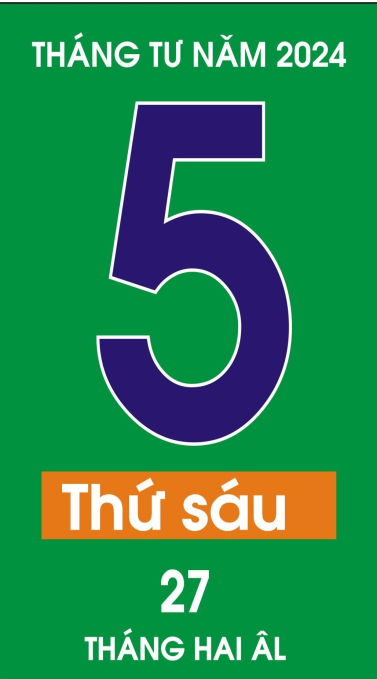 THÁNG TƯ NĂM 2024
5
Thứ sáu
27
THÁNG HAI ÂL